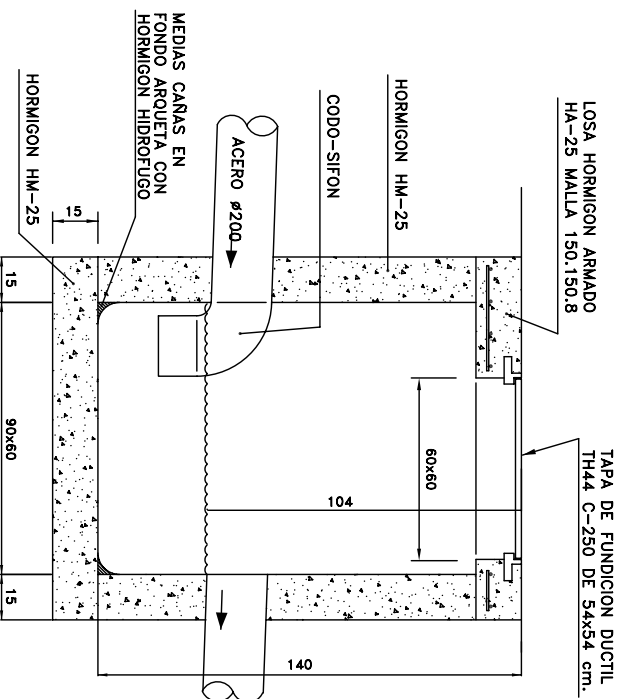 LOSA HORMIGON ARMADO
HA-25 MALLA 150.150.8
TAPA DE FUNDICION DUCTIL
TH44 C-250 DE 54x54 cm.
HORMIGON HM-25
CODO-SIFON
ACERO ø200
MEDIAS CAÑAS EN
FONDO ARQUETA CON
HORMIGON HIDROFUGO
HORMIGON HM-25
60x60
104
140
15
15
90x60
15